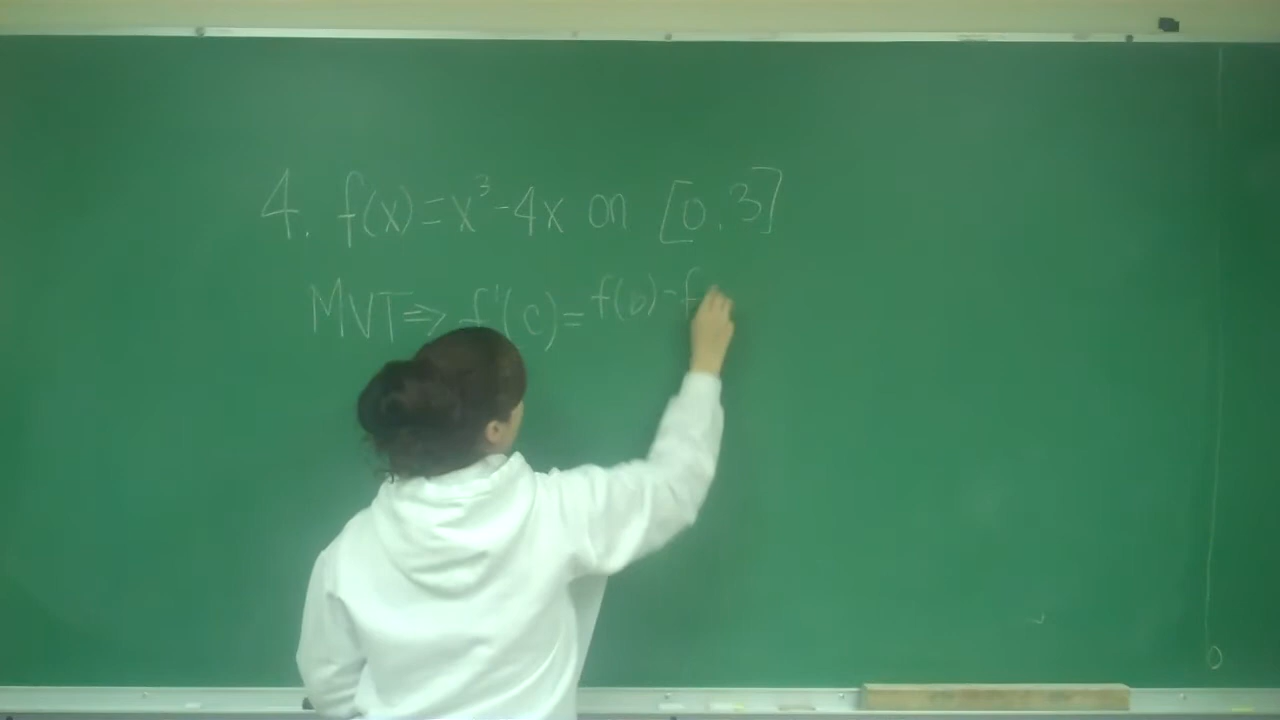 4. f(x)=x³-4x on [0,3]
MVT⇒ f'(c)= f(b)-f